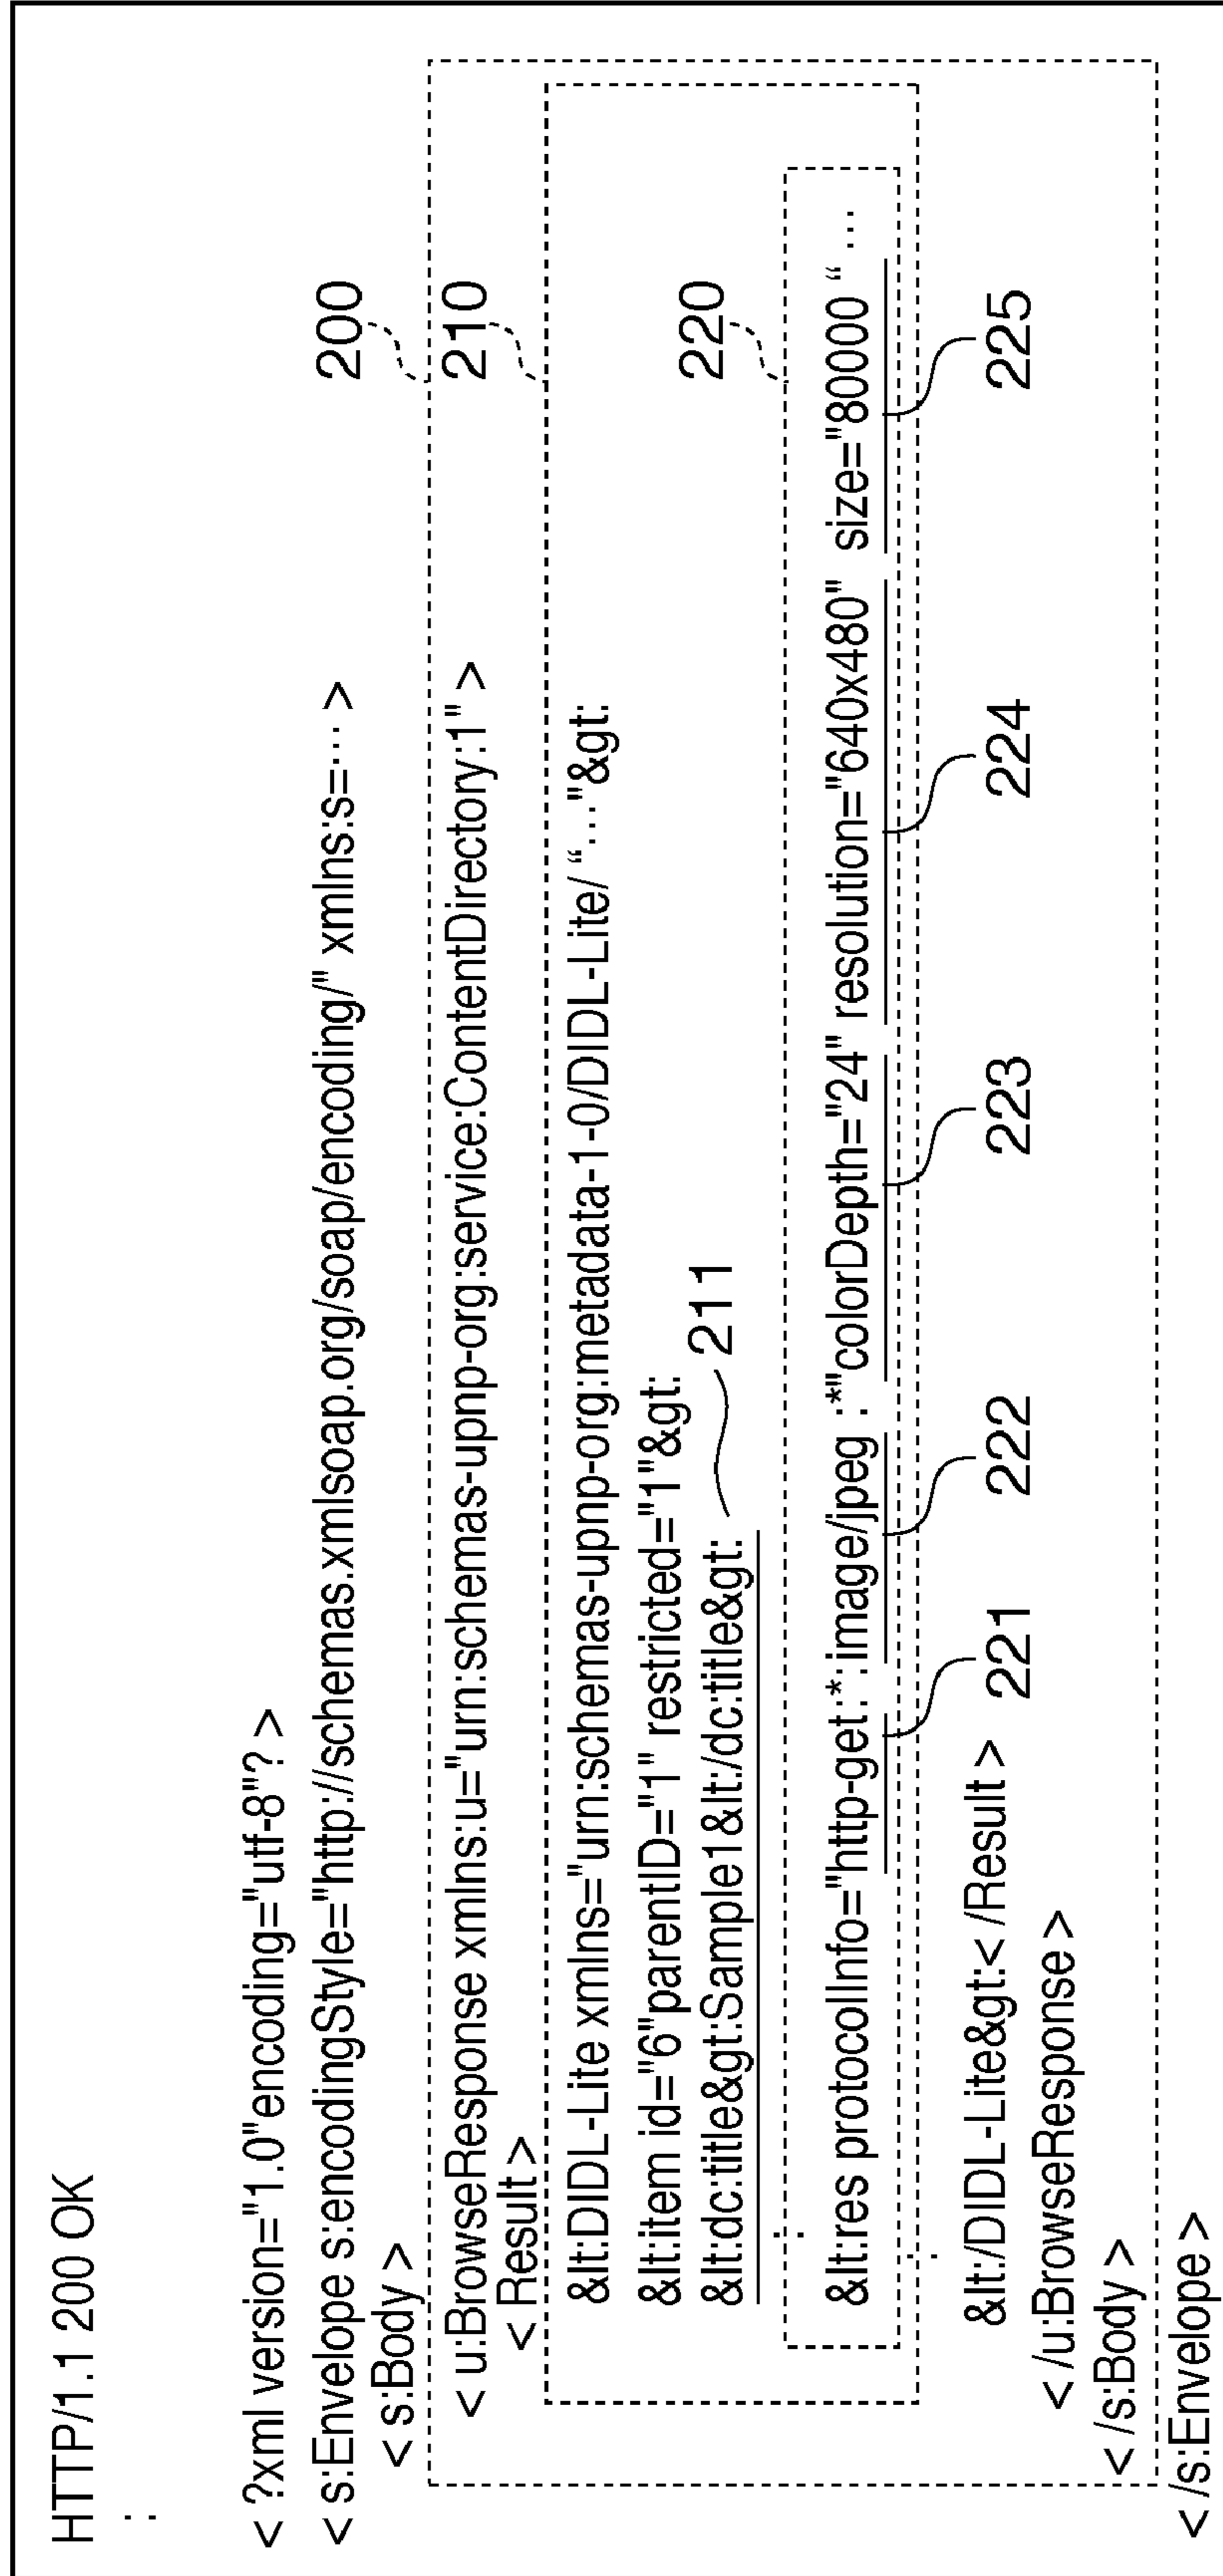 HTTP/1.1 200 OK
:
< ?xml version="1.0"encoding="utf-8"? >
< s:Envelope s:encodingStyle="http://schemas.xmlsoap.org/soap/encoding/" xmlns:s=··· >
< s:Body >
200
< u:BrowseResponse xmlns:u="urn:schemas-upnp-org:service:ContentDirectory:1" >
210
< Result >
&lt:DIDL-Lite xmlns="urn:schemas-upnp-org:metadata-1-0/DIDL-Lite/ “..."&gt:
&lt:item id="6"parentID="1" restricted="1"&gt:
&lt:dc:title&gt:Sample1&lt:/dc:title&gt:
211
220
:
&lt:res protocolInfo="http-get:*:image/jpeg :*"colorDepth="24" resolution="640x480" size="80000 “ ...
:
221 222 223 224 225
&lt:/DIDL-Lite&gt:< /Result >
< /u:BrowseResponse >
< /s:Body >
< /s:Envelope >